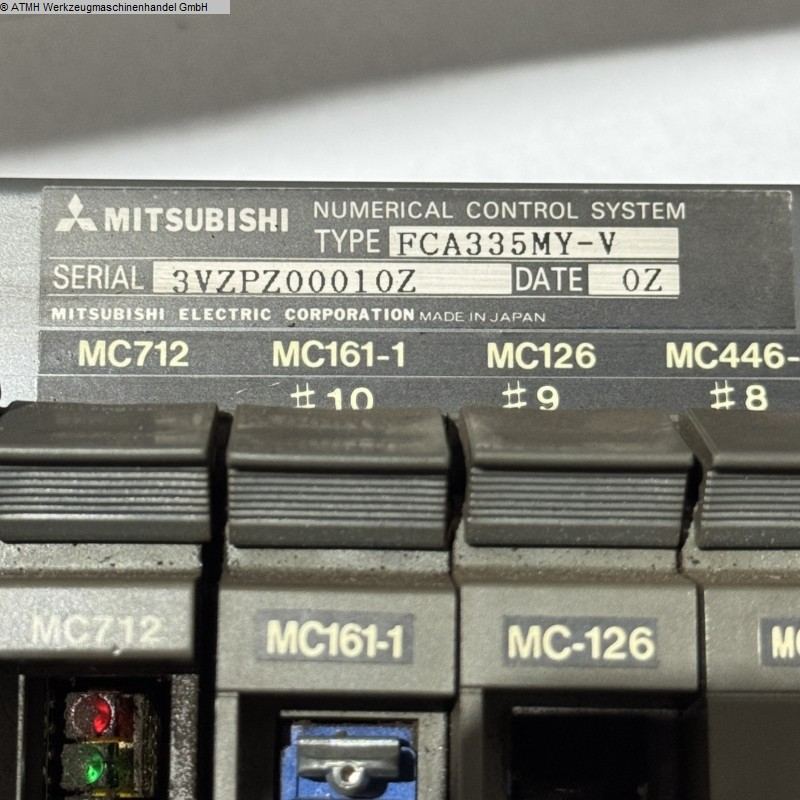 © ATMH Werkzeugmaschinenhandel GmbH
MITSUBISHI NUMERICAL CONTROL SYSTEM
TYPE FCA335MY-V
SERIAL 3VZPZ00010Z DATE 0Z
MITSUBISHI ELECTRIC CORPORATION MADE IN JAPAN
MC712 MC161-1 MC126 MC446-
#10 #9 #8
MC712 MC161-1 MC-126